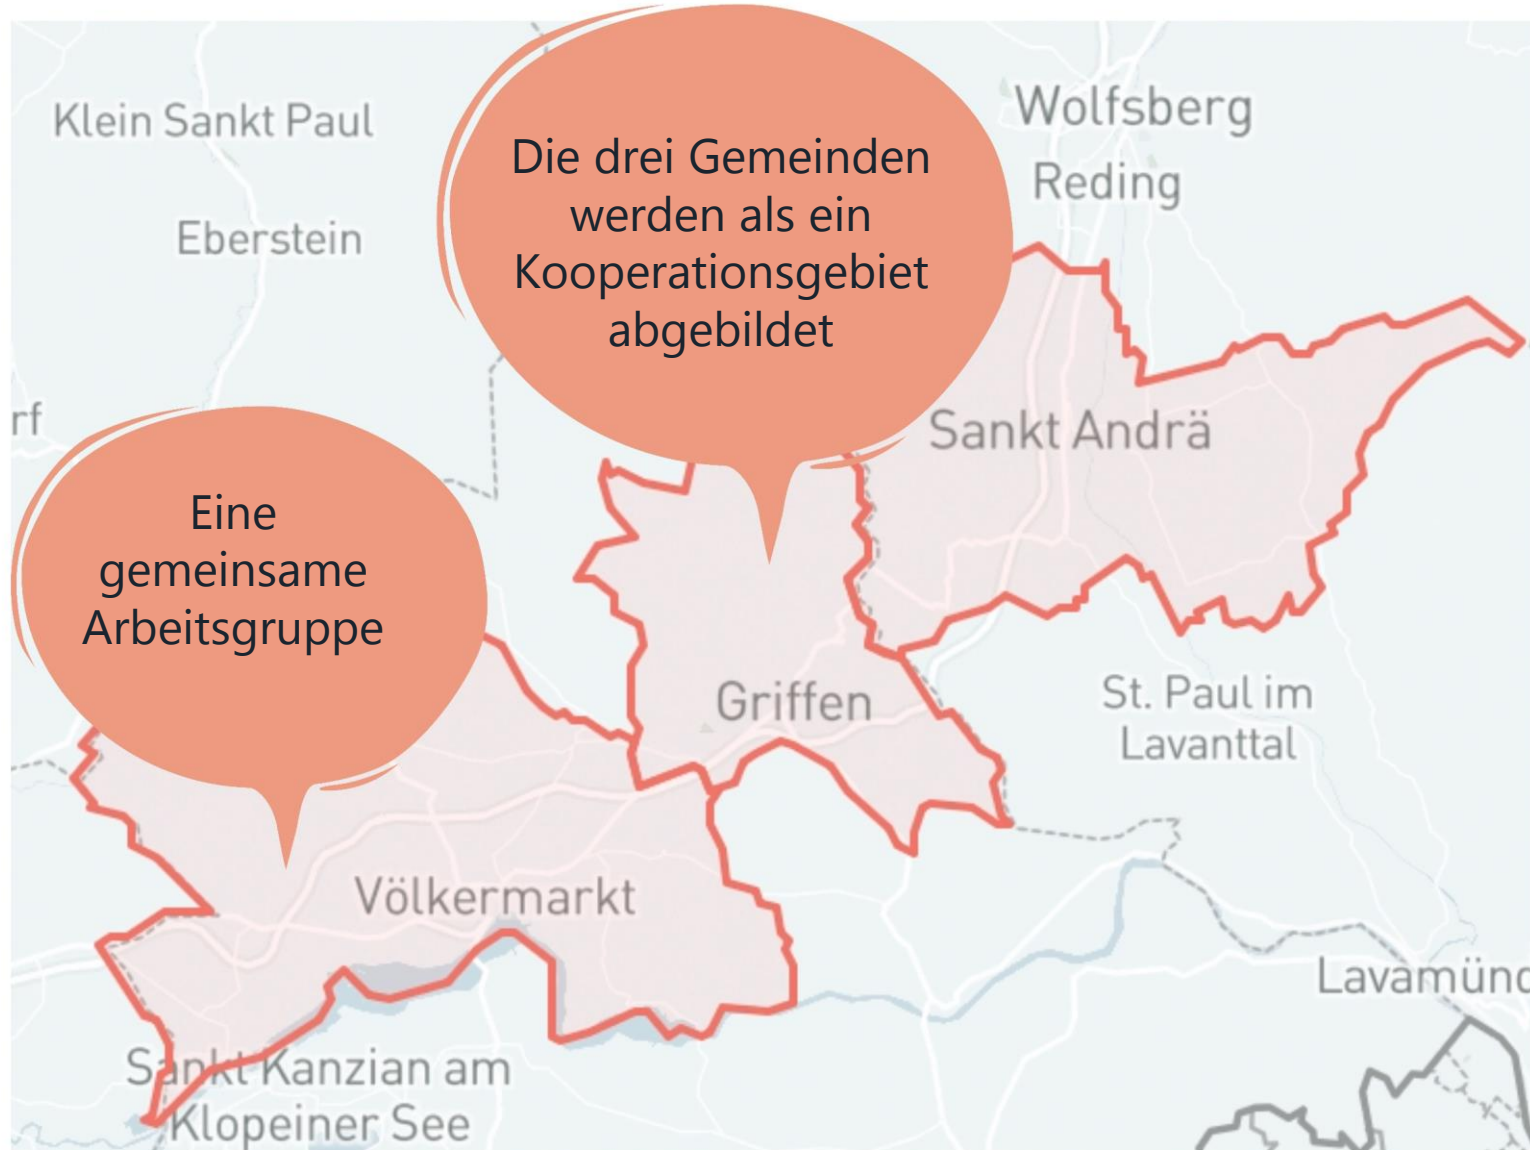 Klein Sankt Paul
Eberstein
Die drei Gemeinden
werden als ein
Kooperationsgebiet
abgebildet
Wolfsberg
Reding
rf
Sankt Andrä
Eine
gemeinsame
Arbeitsgruppe
Griffen
St. Paul im
Lavanttal
Völkermarkt
Lavamünd
Sankt Kanzian am
Klopeiner See